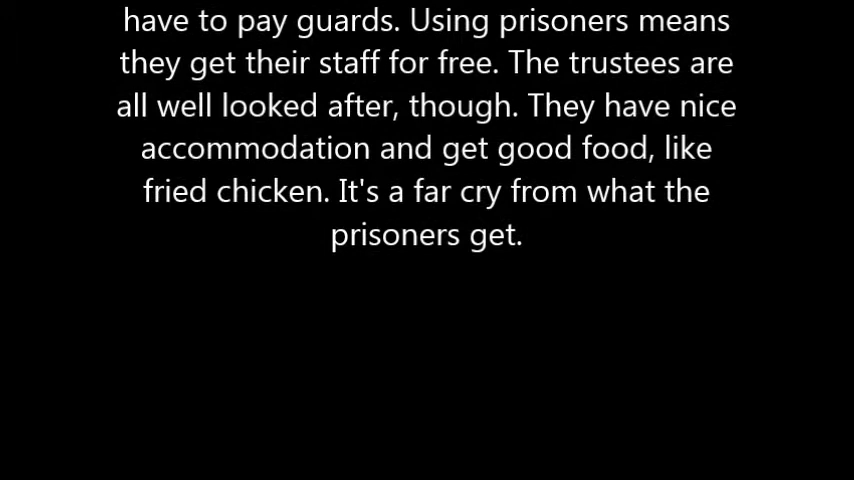 have to pay guards. Using prisoners means
they get their staff for free. The trustees are
all well looked after, though. They have nice
accommodation and get good food, like
fried chicken. It's a far cry from what the
prisoners get.